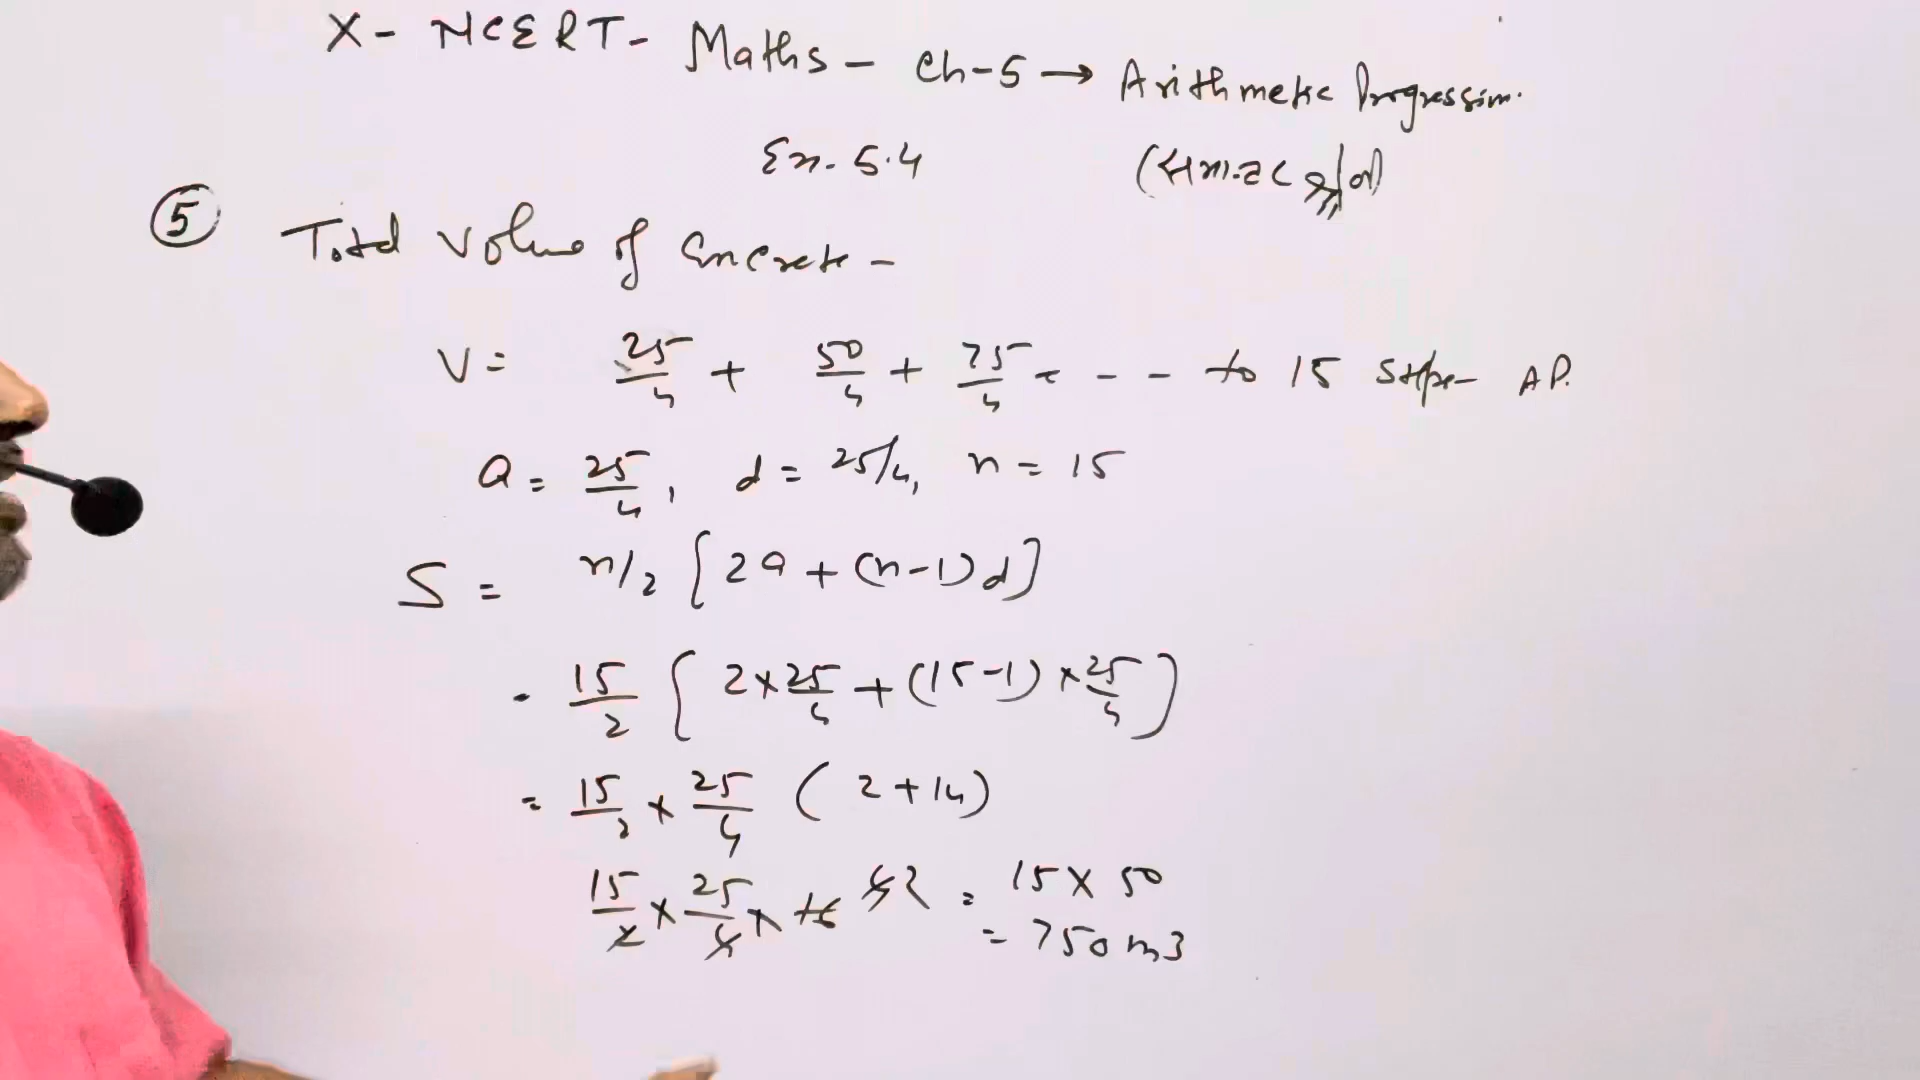 X- NCERT- Maths - Ch-5 → Arithmetic Progression.
Ex. 5.4
5 Total volume of Concrete -
V = 25/4 + 50/4 + 75/4 - - - to 15 Steps AP.
a = 25/4, d = 25/4, n = 15
S = n/2 [2a + (n-1)d]
= 15/2 [2×25/4 + (15-1) × 25/4]
= 15/2 × 25/4 (2+14)
15/2 × 25/4 × 16 4 2 = 15 × 50
= 750 m3